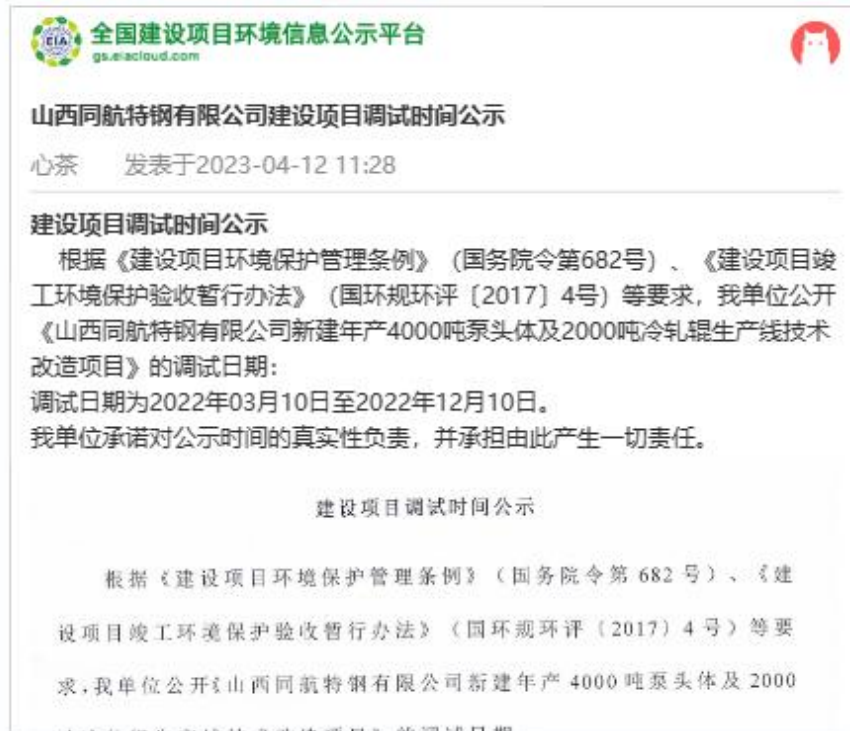 EIA
全国建设项目环境信息公示平台
gs.eiacloud.com
山西同航特钢有限公司建设项目调试时间公示
心茶 发表于2023-04-12 11:28
建设项目调试时间公示
根据《建设项目环境保护管理条例》（国务院令第682号）、《建设项目竣
工环境保护验收暂行办法》（国环规环评〔2017〕4号）等要求，我单位公开
《山西同航特钢有限公司新建年产4000吨泵头体及2000吨冷轧辊生产线技术
改造项目》的调试日期：
调试日期为2022年03月10日至2022年12月10日。
我单位承诺对公示时间的真实性负责，并承担由此产生一切责任。
建设项目调试时间公示
根据《建设项目环境保护管理条例》（国务院令第 682 号）、《建
设项目竣工环境保护验收暂行办法》（国环规环评〔2017〕4 号）等要
求，我单位公开《山西同航特钢有限公司新建年产 4000 吨泵头体及 2000